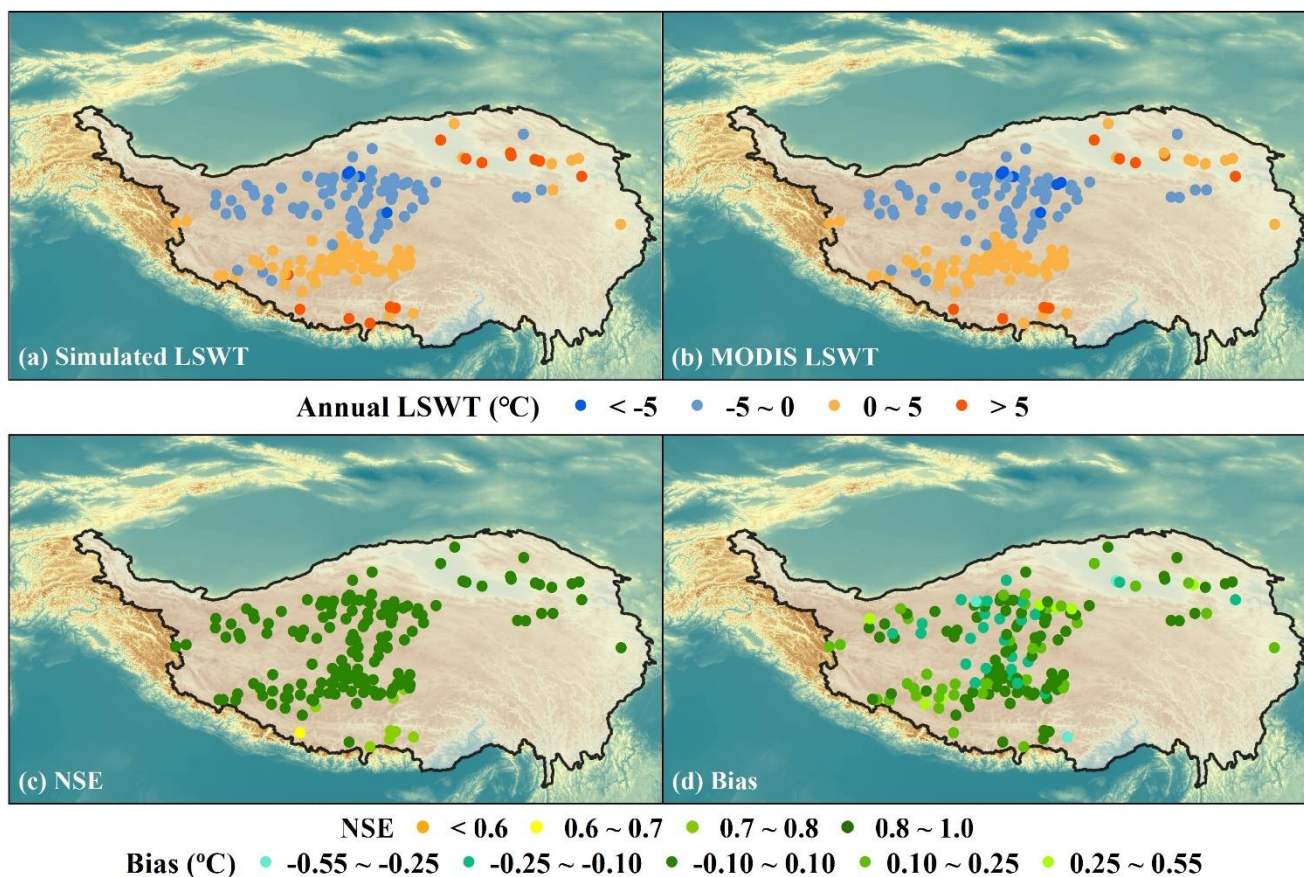 (a) Simulated LSWT
(b) MODIS LSWT
Annual LSWT (°C) < -5 -5 ~ 0 0 ~ 5 > 5
(c) NSE
(d) Bias
NSE < 0.6 0.6 ~ 0.7 0.7 ~ 0.8 0.8 ~ 1.0
Bias (°C) -0.55 ~ -0.25 -0.25 ~ -0.10 -0.10 ~ 0.10 0.10 ~ 0.25 0.25 ~ 0.55